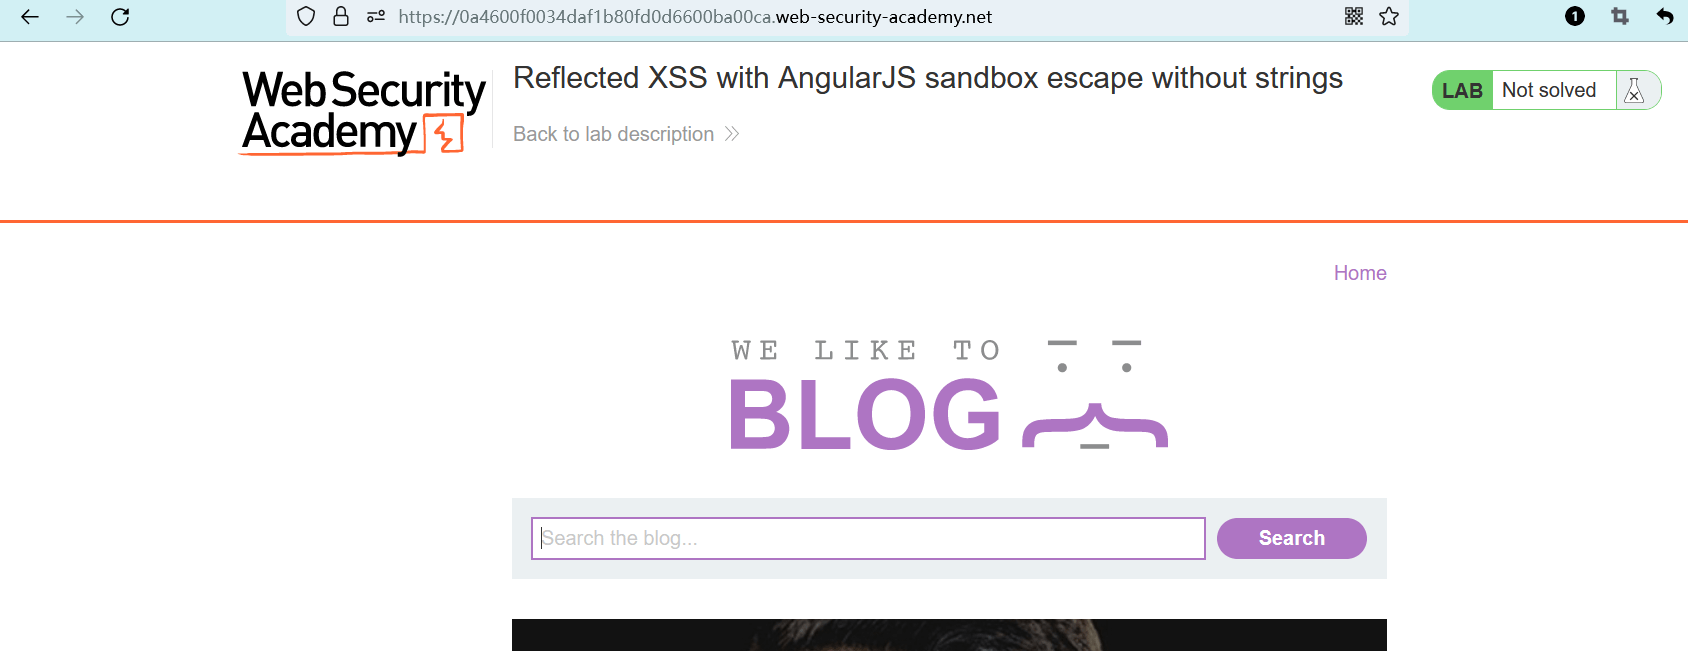 https://0a4600f0034daf1b80fd0d6600ba00ca.web-security-academy.net
1
Web Security
Academy
Reflected XSS with AngularJS sandbox escape without strings
Back to lab description
LAB Not solved
Home
WE LIKE TO
BLOG
Search the blog...
Search